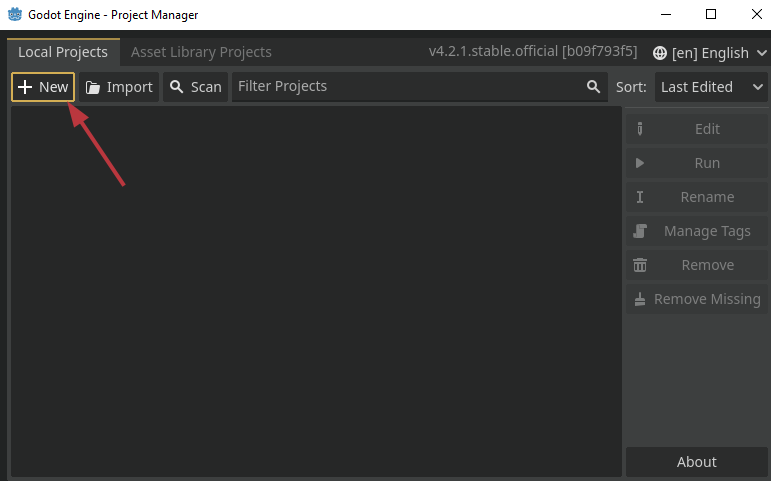 Godot Engine - Project Manager
Local Projects Asset Library Projects v4.2.1.stable.official [b09f793f5] [en] English
New Import Scan Filter Projects Sort: Last Edited
Edit
Run
Rename
Manage Tags
Remove
Remove Missing
About